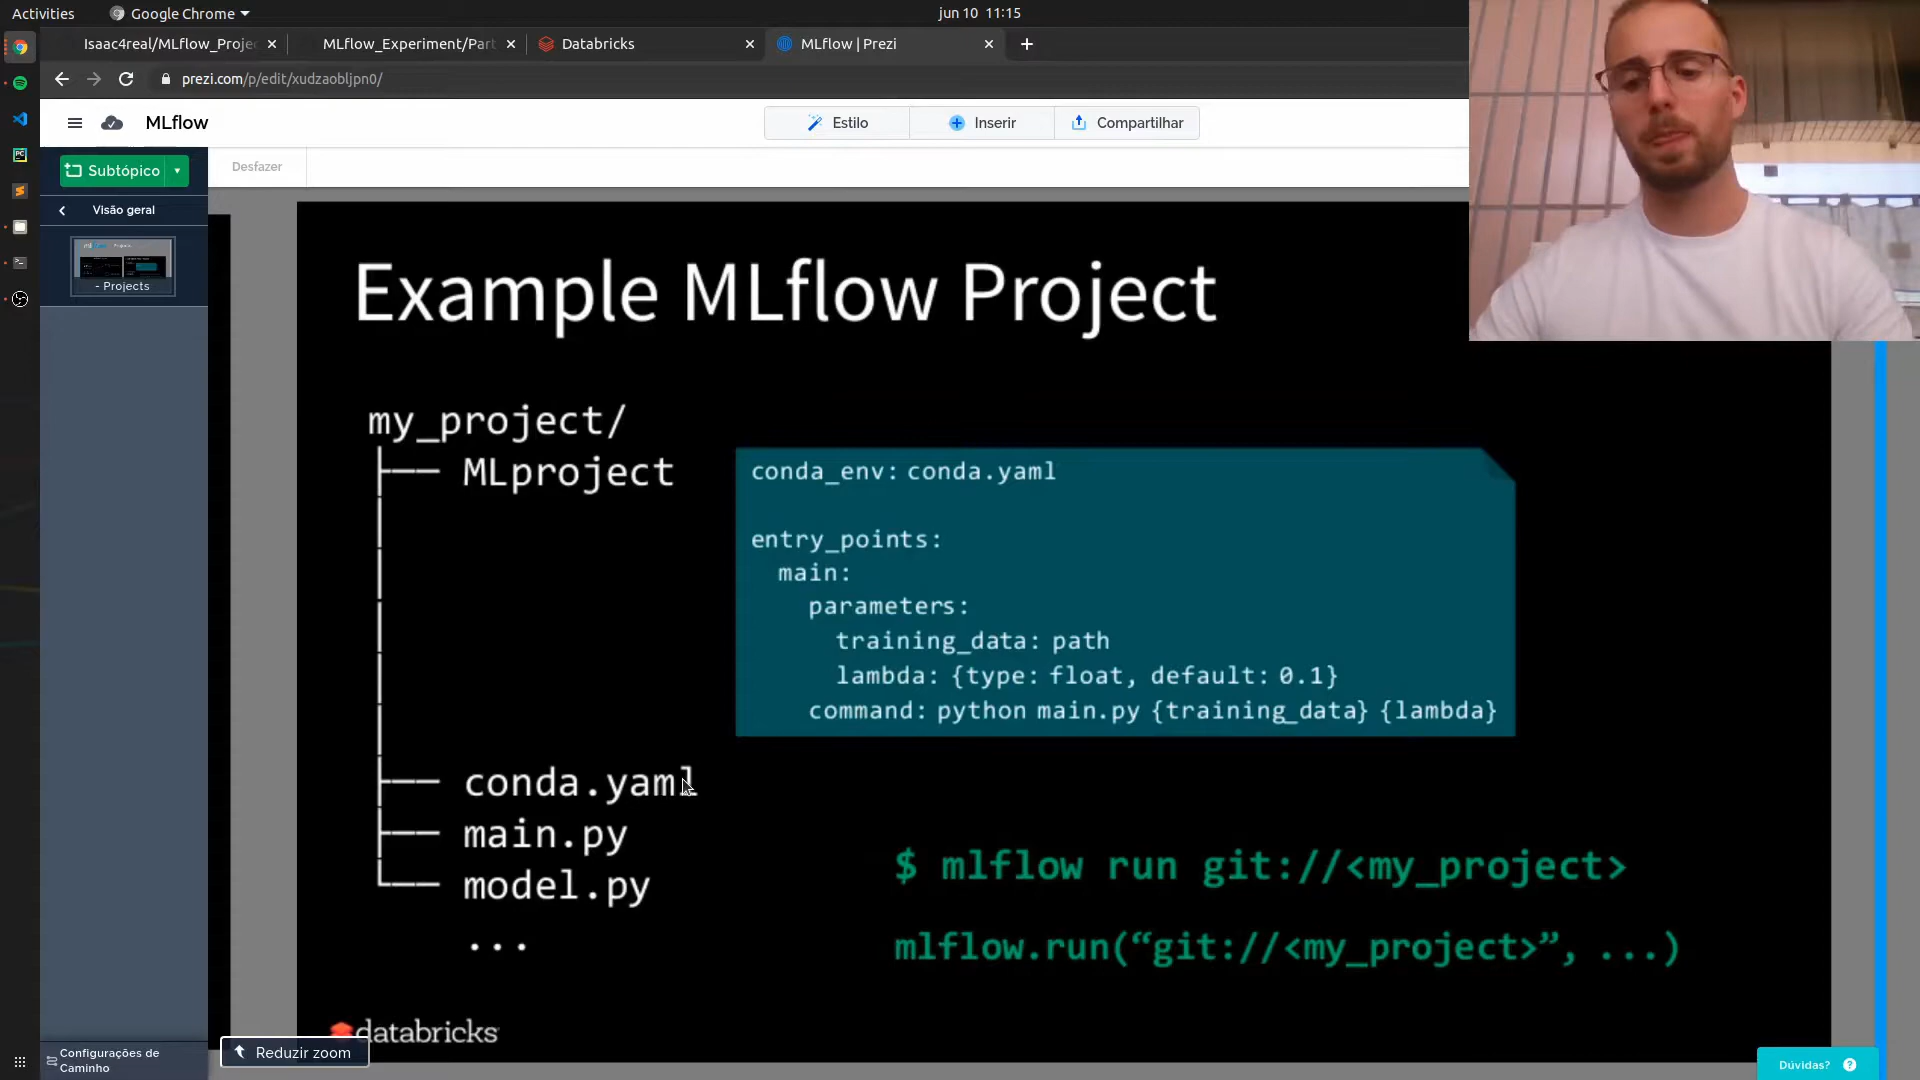 Activities
Google Chrome
jun 10 11:15
Isaac4real/MLflow_Proje
MLflow_Experiment/Part
Databricks
MLflow | Prezi
prezi.com/p/edit/xudzaobljpn0/
MLflow
Estilo
Inserir
Compartilhar
Subtópico
Desfazer
Visão geral
- Projects
Example MLflow Project
my_project/
MLproject
conda.yaml
main.py
model.py
...
conda_env: conda.yaml
entry_points:
main:
parameters:
training_data: path
lambda: {type: float, default: 0.1}
command: python main.py {training_data} {lambda}
$ mlflow run git://<my_project>
mlflow.run(“git://<my_project>”, ...)
databricks
Reduzir zoom
Configurações de
Caminho
Dúvidas? ?